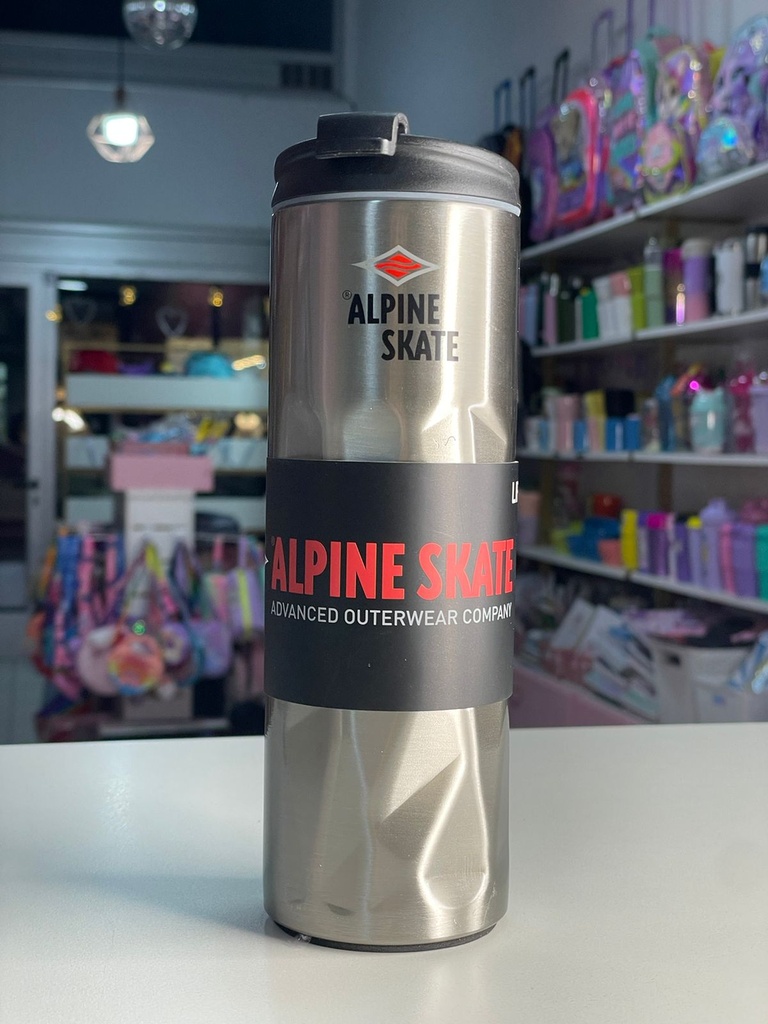 ® ALPINE
SKATE
ALPINE SKATE
ADVANCED OUTERWEAR COMPANY